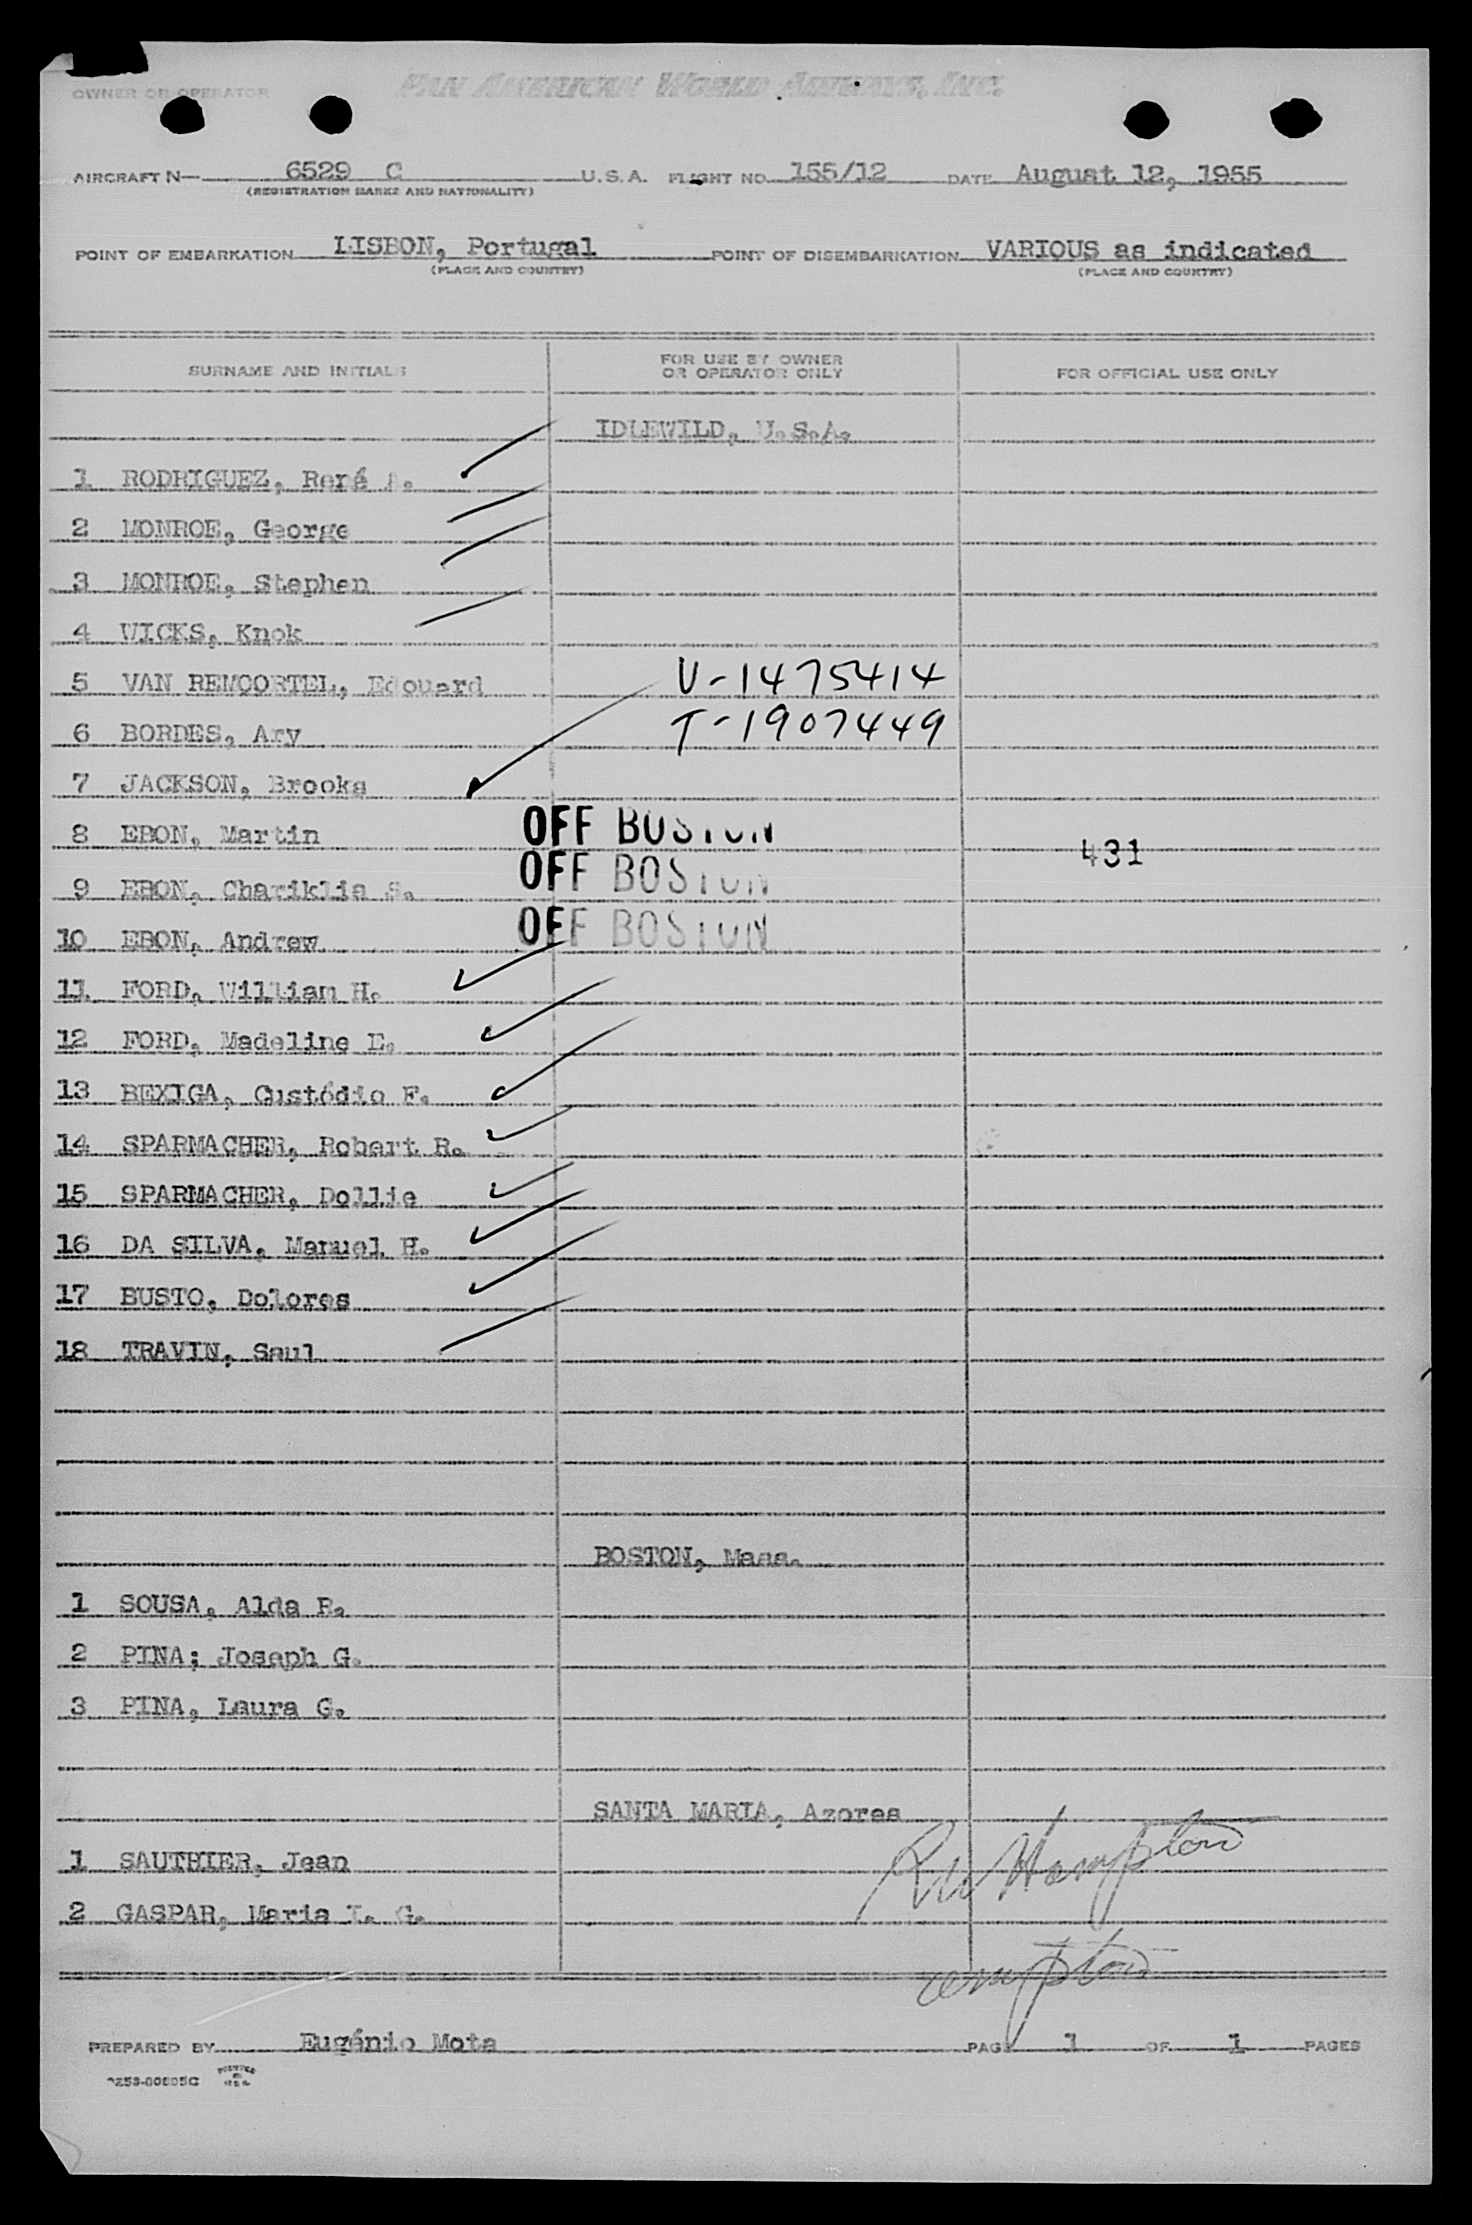 OWNER OR OPERATOR PAN AMERICAN WORLD AIRWAYS, INC.
AIRCRAFT N— 6529 C U.S.A. FLIGHT NO. 155/12 DATE August 12, 1955
(REGISTRATION MARKS AND NATIONALITY)
POINT OF EMBARKATION LISBON, Portugal POINT OF DISEMBARKATION VARIOUS as indicated
(PLACE AND COUNTRY) (PLACE AND COUNTRY)
SURNAME AND INITIALS FOR USE BY OWNER OR OPERATOR ONLY FOR OFFICIAL USE ONLY
IDLEWILD, U.S.A.
1 RODRIGUEZ, René A.
2 MONROE, George
3 MONROE, Stephen
4 WICKS, Knok
5 VAN REMOORTEL, Edouard V-1475414
6 BORDES, Ary T-1907449
7 JACKSON, Brooks
8 EBON, Martin OFF BOSTON 431
9 EBON, Chariklia S. OFF BOSTON
10 EBON, Andrew OFF BOSTON
11 FORD, William H.
12 FORD, Madeline E.
13 BEXIGA, Custódio F.
14 SPARMACHER, Robert R.
15 SPARMACHER, Dollie
16 DA SILVA, Manuel H.
17 BUSTO, Dolores
18 TRAVIN, Saul
BOSTON, Mass.
1 SOUSA, Alda R.
2 PINA; Joseph G.
3 PINA, Laura G.
SANTA MARIA, Azores
1 SAUTHIER, Jean
2 GASPAR, Maria I. G.
Hampton
PREPARED BY Eugénio Mota PAGE 1 OF 1 PAGES
PRINTED IN U.S.A.